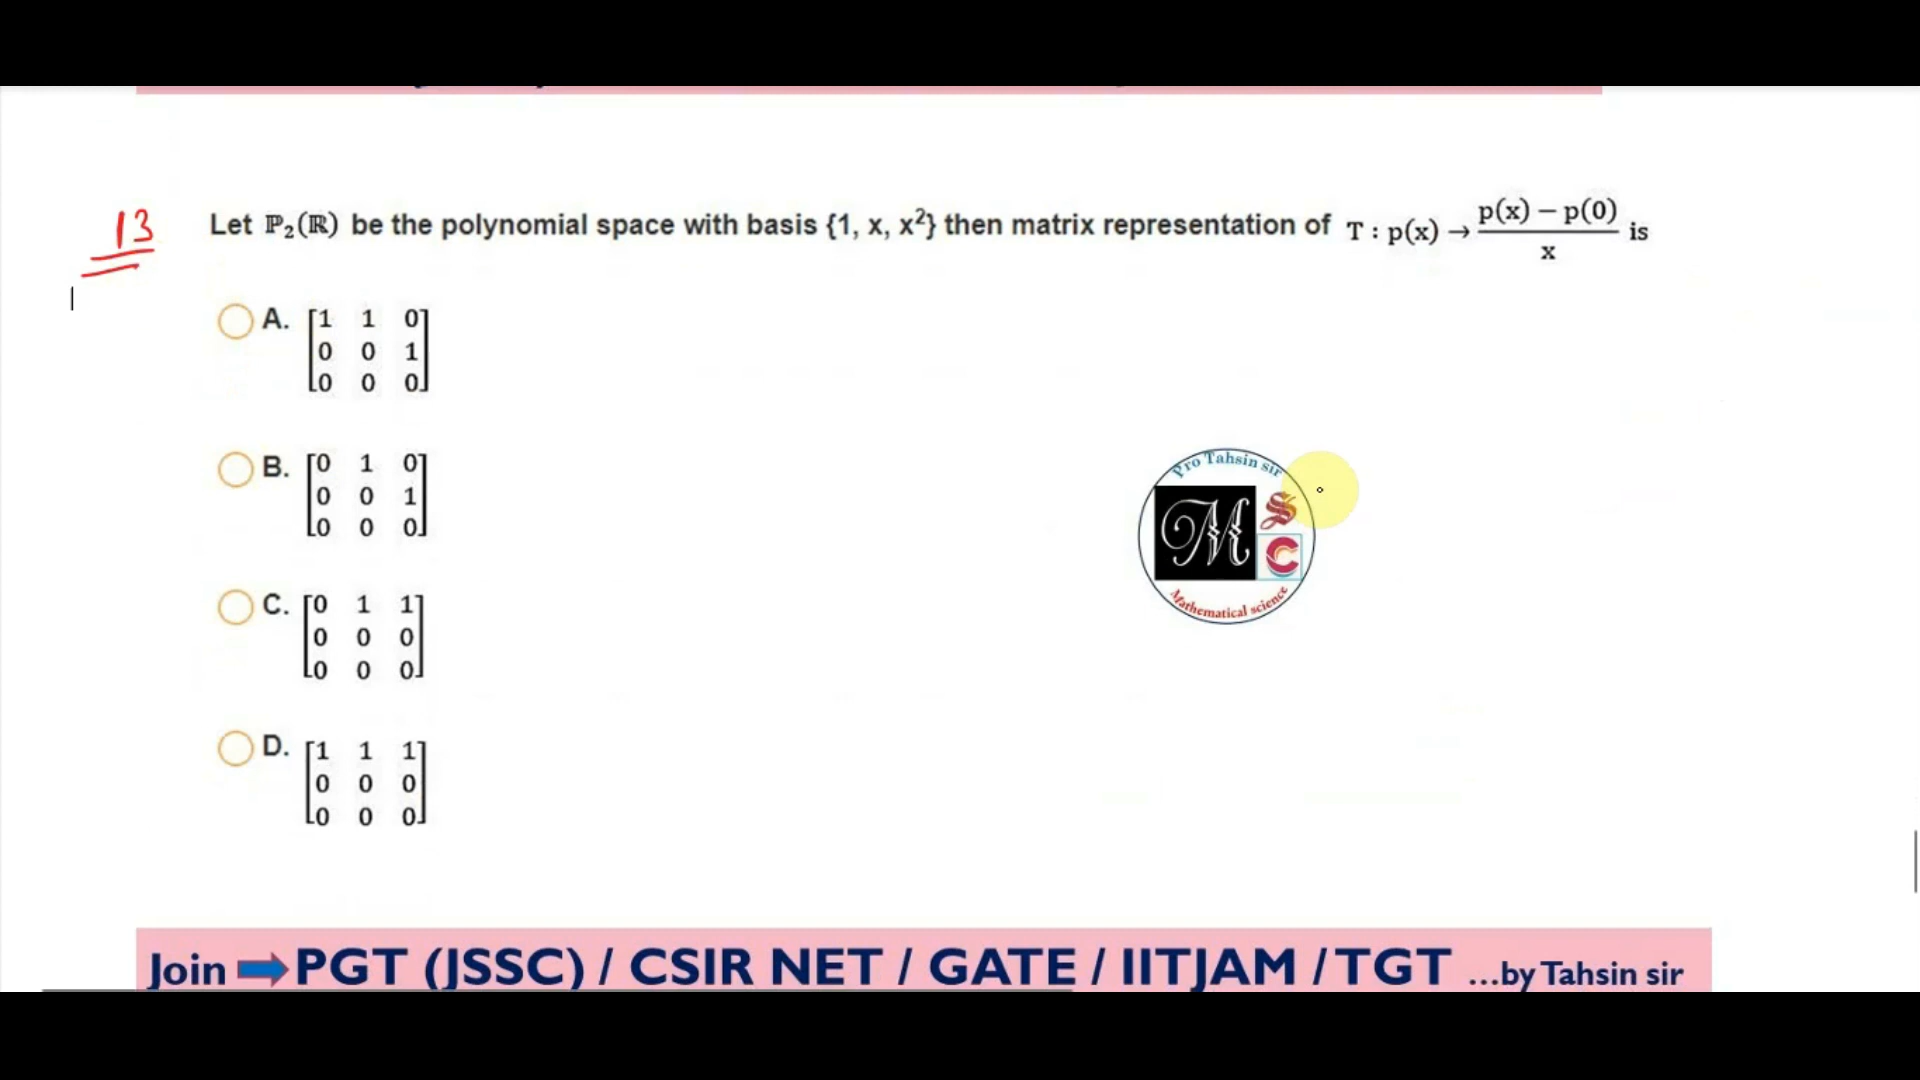 13
Let ℙ₂(ℝ) be the polynomial space with basis {1, x, x²} then matrix representation of T : p(x) → (p(x) − p(0))/x is
A. [1 1 0]
[0 0 1]
[0 0 0]
B. [0 1 0]
[0 0 1]
[0 0 0]
C. [0 1 1]
[0 0 0]
[0 0 0]
D. [1 1 1]
[0 0 0]
[0 0 0]
Pro Tahsin sir
M S
C
Mathematical science
Join ➡ PGT (JSSC) / CSIR NET / GATE / IITJAM / TGT ...by Tahsin sir